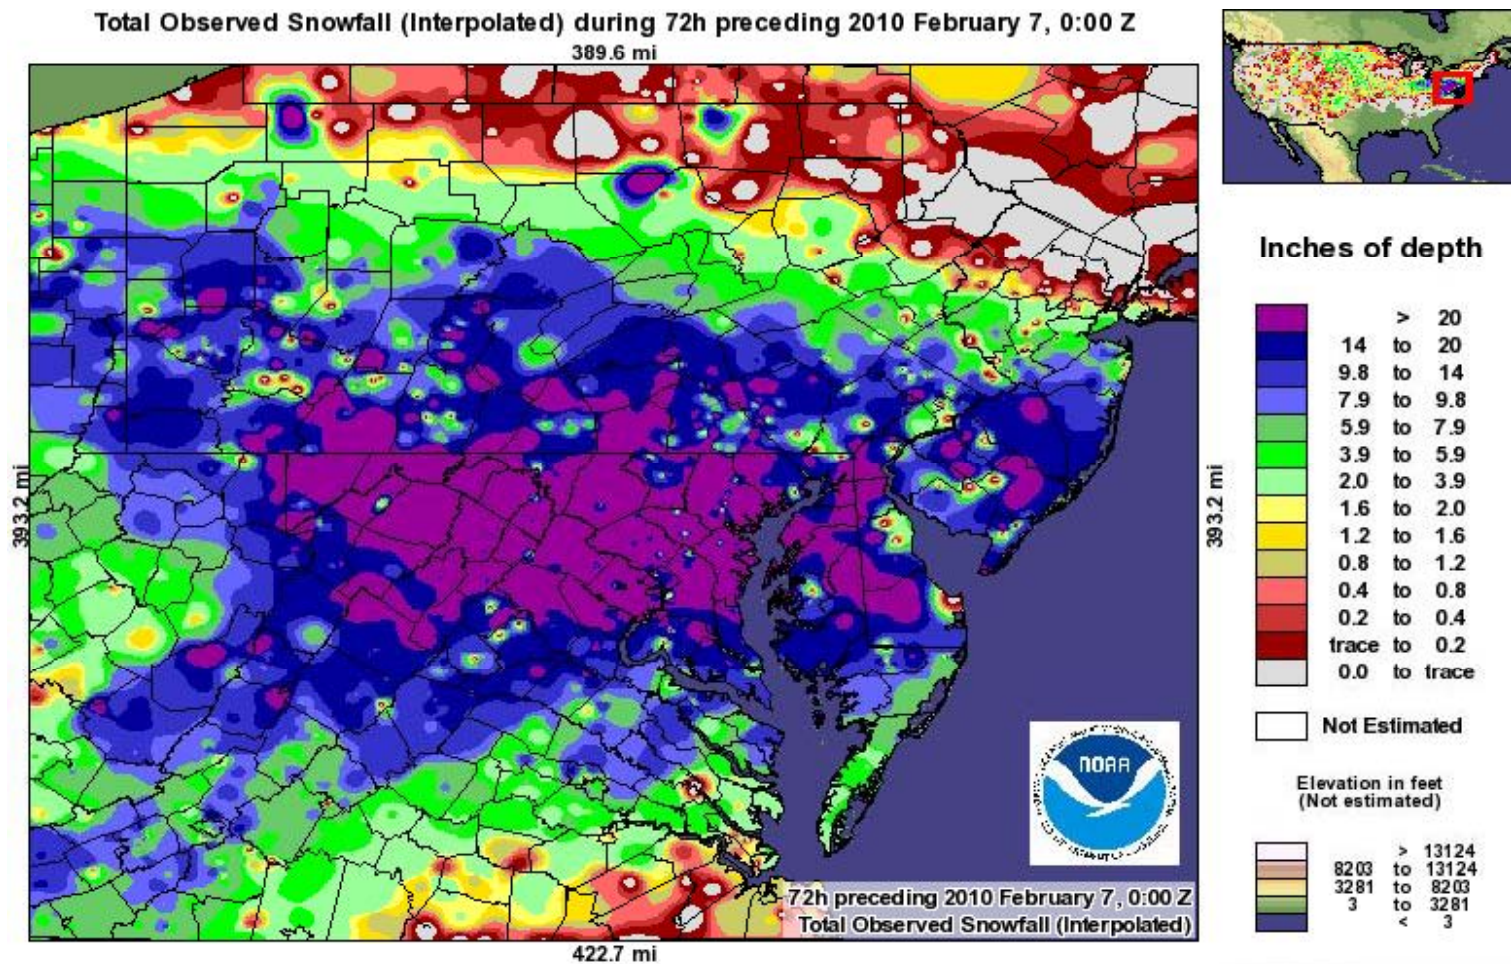 Total Observed Snowfall (Interpolated) during 72h preceding 2010 February 7, 0:00 Z
389.6 mi
393.2 mi
393.2 mi
422.7 mi
NOAA
72h preceding 2010 February 7, 0:00 Z
Total Observed Snowfall (Interpolated)
Inches of depth
> 20
14 to 20
9.8 to 14
7.9 to 9.8
5.9 to 7.9
3.9 to 5.9
2.0 to 3.9
1.6 to 2.0
1.2 to 1.6
0.8 to 1.2
0.4 to 0.8
0.2 to 0.4
trace to 0.2
0.0 to trace
Not Estimated
Elevation in feet
(Not estimated)
> 13124
8203 to 13124
3281 to 8203
3 to 3281
< 3